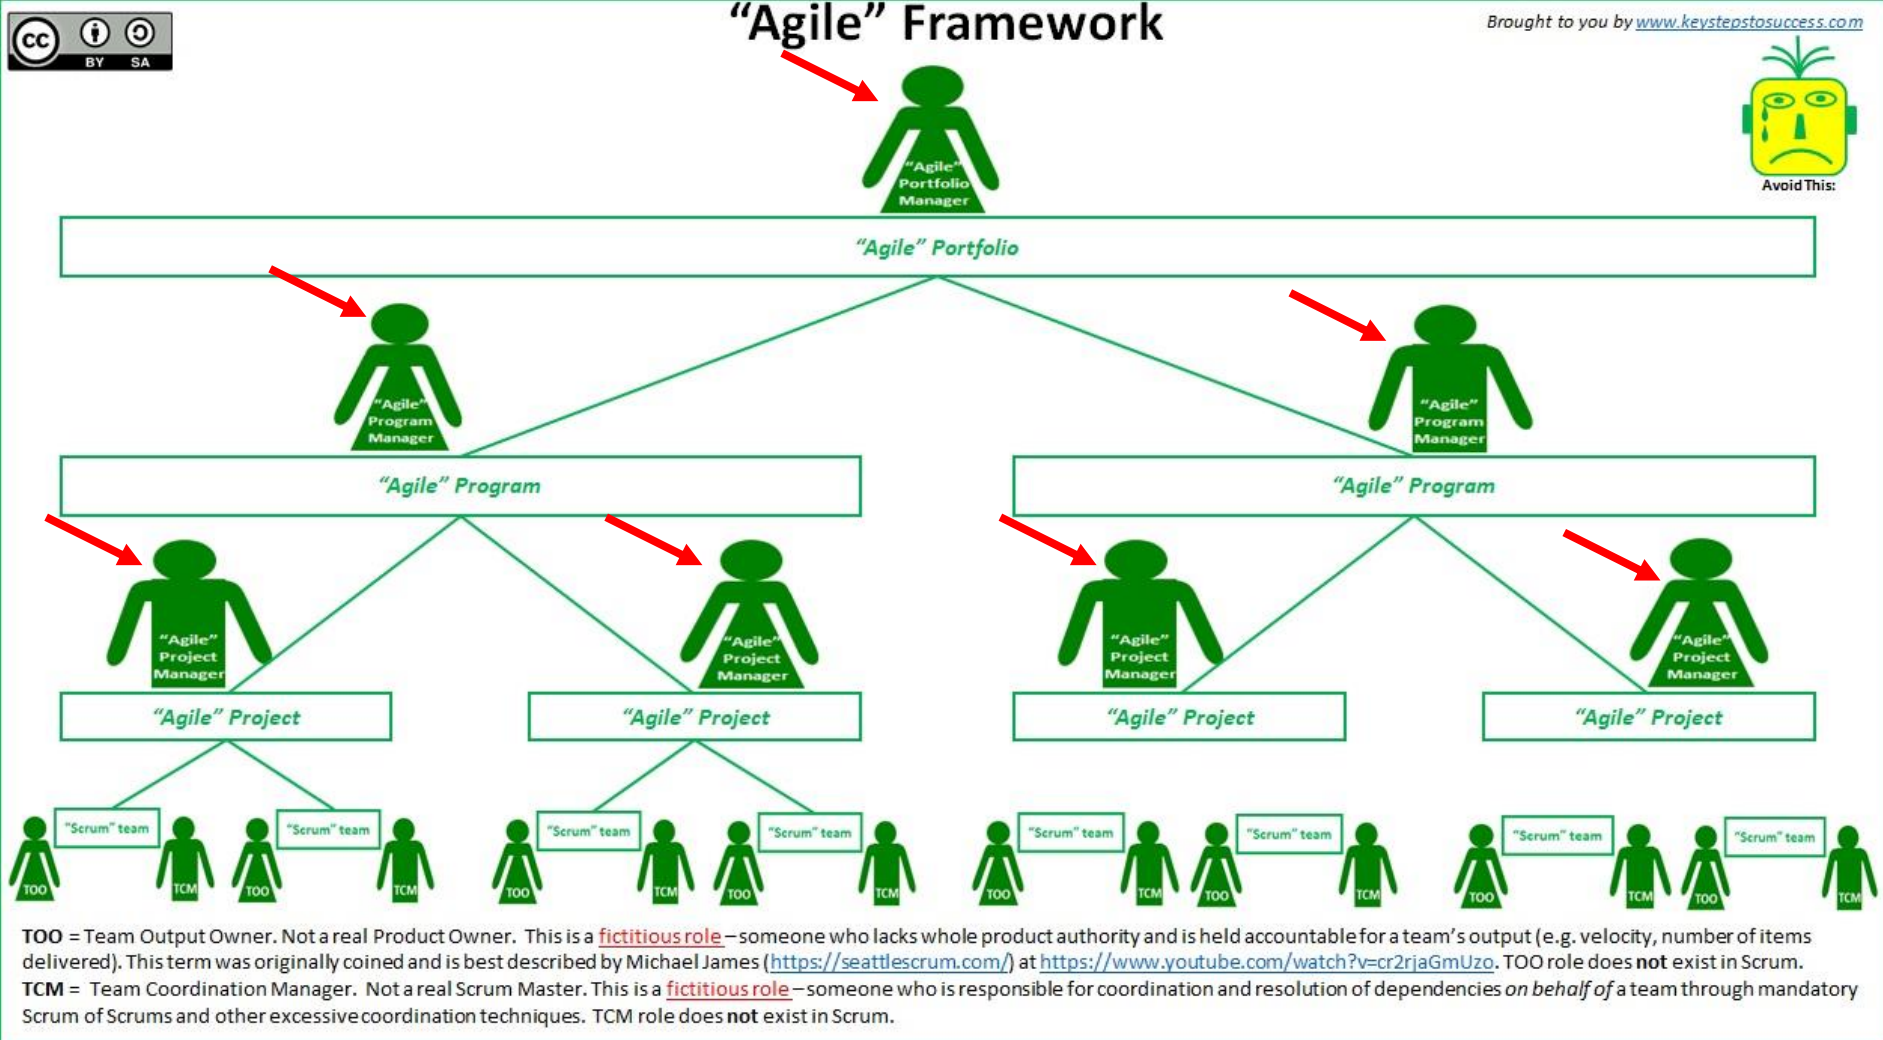 “Agile” Framework
Brought to you by www.keystepstosuccess.com
cc
BY SA
Avoid This:
“Agile”
Portfolio
Manager
“Agile” Portfolio
“Agile”
Program
Manager
“Agile”
Program
Manager
“Agile” Program
“Agile” Program
“Agile”
Project
Manager
“Agile”
Project
Manager
“Agile”
Project
Manager
“Agile”
Project
Manager
“Agile” Project
“Agile” Project
“Agile” Project
“Agile” Project
“Scrum” team
“Scrum” team
“Scrum” team
“Scrum” team
“Scrum” team
“Scrum” team
“Scrum” team
“Scrum” team
TOO
TCM
TOO
TCM
TOO
TCM
TOO
TCM
TOO
TCM
TOO
TCM
TOO
TCM
TOO
TCM
TOO = Team Output Owner. Not a real Product Owner. This is a fictitious role – someone who lacks whole product authority and is held accountable for a team’s output (e.g. velocity, number of items
delivered). This term was originally coined and is best described by Michael James (https://seattlescrum.com/) at https://www.youtube.com/watch?v=cr2rjaGmUzo. TOO role does not exist in Scrum.
TCM = Team Coordination Manager. Not a real Scrum Master. This is a fictitious role – someone who is responsible for coordination and resolution of dependencies on behalf of a team through mandatory
Scrum of Scrums and other excessive coordination techniques. TCM role does not exist in Scrum.